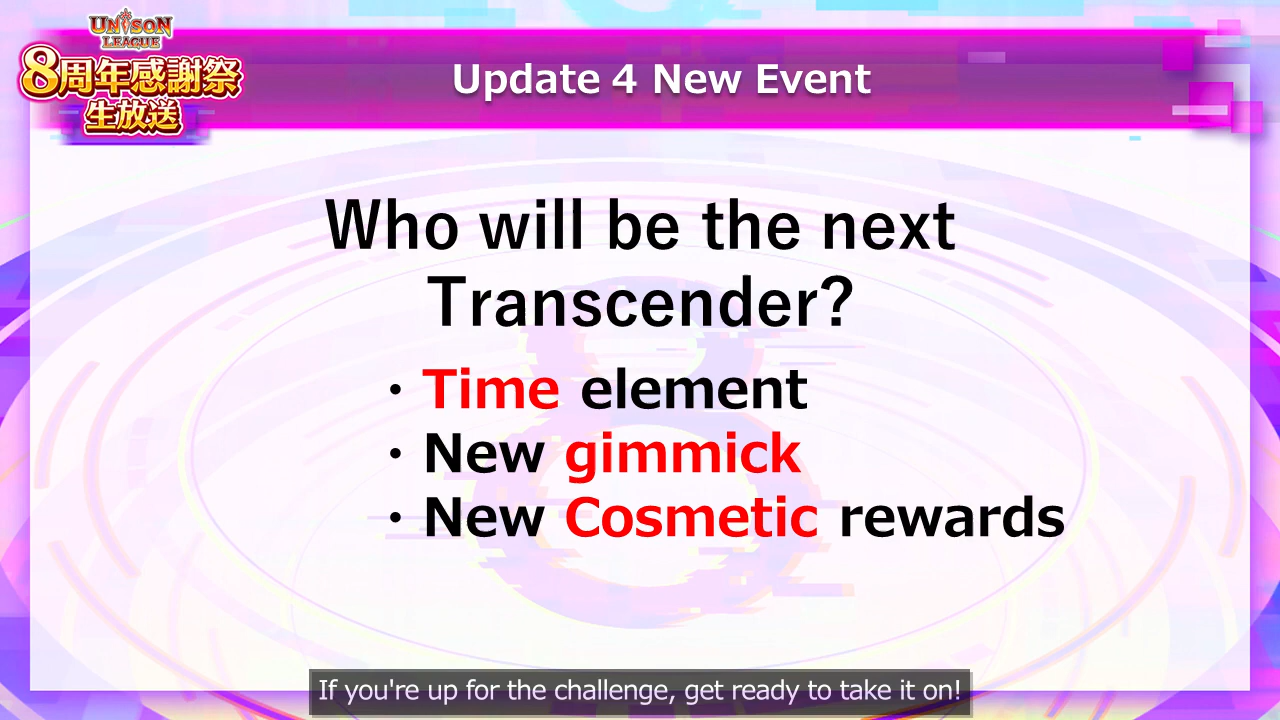 UNISON
LEAGUE
8周年感謝祭
生放送
Update 4 New Event
Who will be the next
Transcender?
・Time element
・New gimmick
・New Cosmetic rewards
If you're up for the challenge, get ready to take it on!